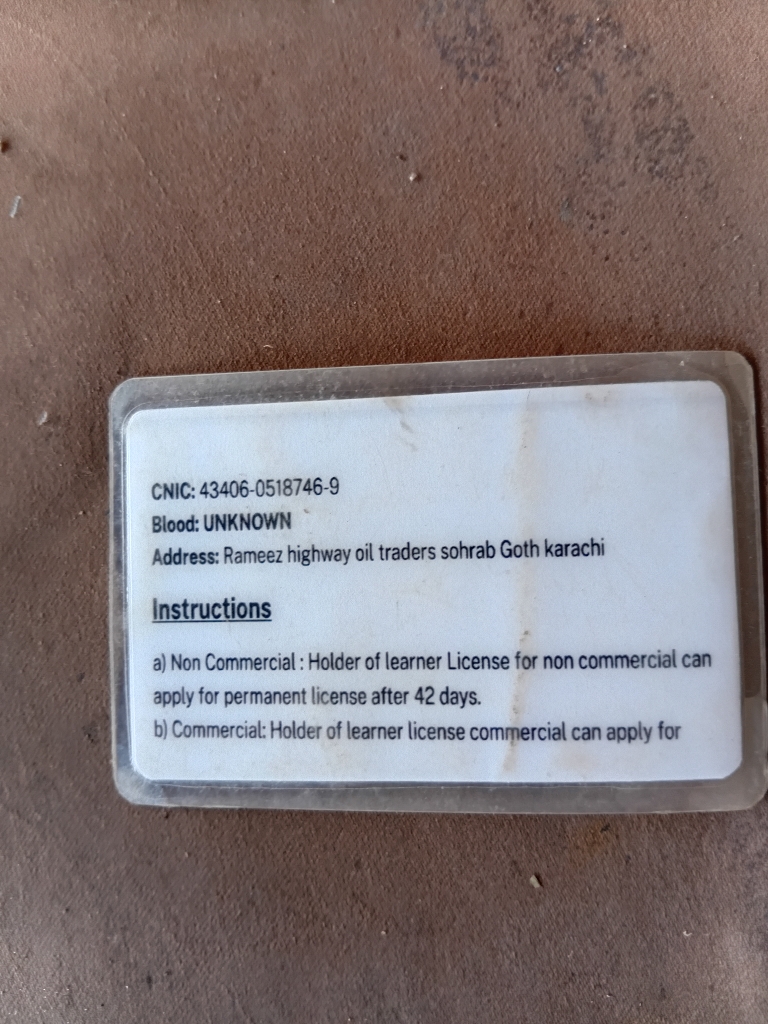 CNIC: 43406-0518746-9
Blood: UNKNOWN
Address: Rameez highway oil traders sohrab Goth karachi
Instructions
a) Non Commercial : Holder of learner License for non commercial can
apply for permanent license after 42 days.
b) Commercial: Holder of learner license commercial can apply for